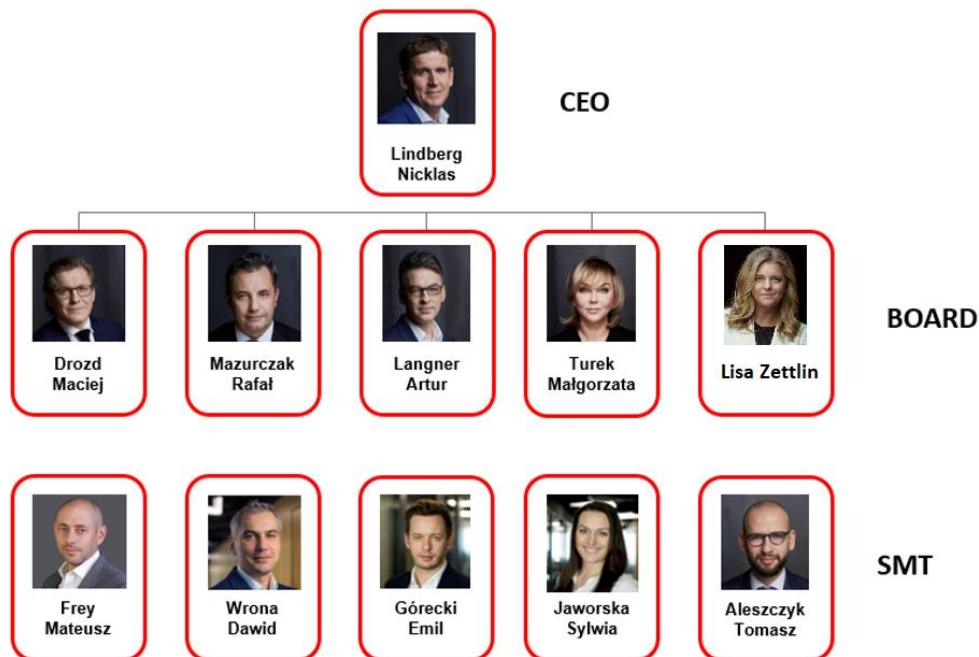 CEO
Lindberg
Nicklas
BOARD
Drozd
Maciej
Mazurczak
Rafał
Langner
Artur
Turek
Małgorzata
Lisa Zettlin
SMT
Frey
Mateusz
Wrona
Dawid
Górecki
Emil
Jaworska
Sylwia
Aleszczyk
Tomasz